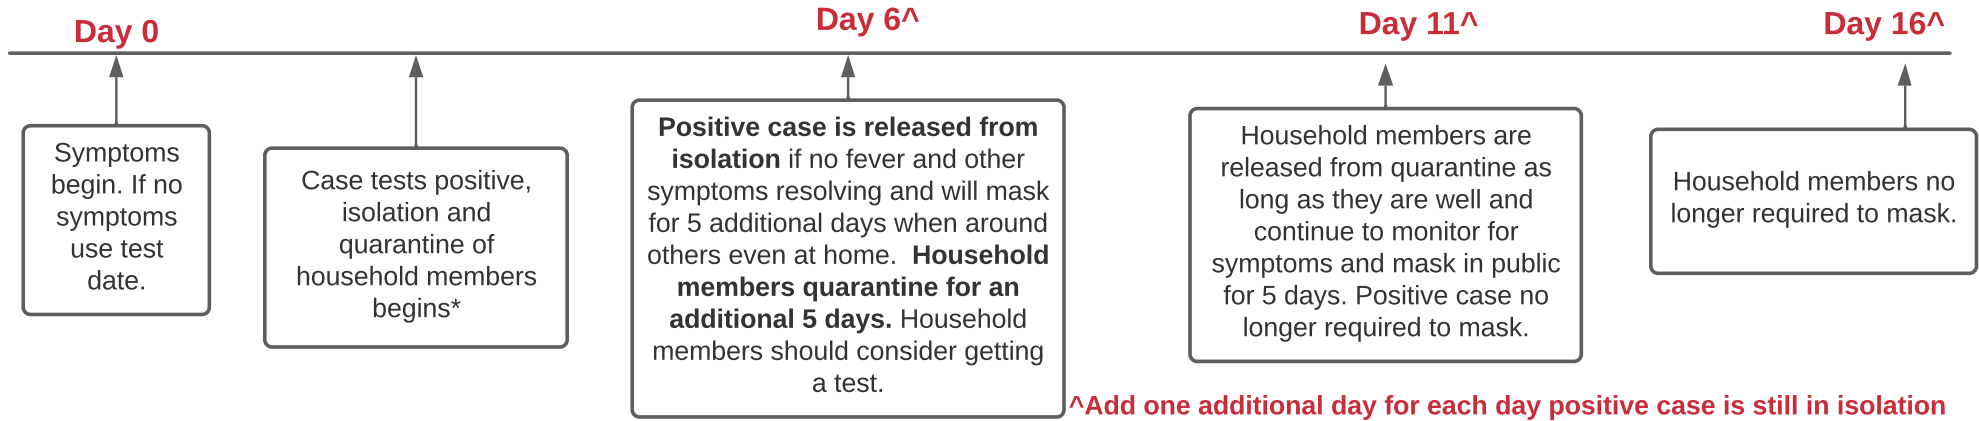 Day 0
Day 6^
Day 11^
Day 16^
Symptoms
begin. If no
symptoms
use test
date.
Case tests positive,
isolation and
quarantine of
household members
begins*
Positive case is released from
isolation if no fever and other
symptoms resolving and will mask
for 5 additional days when around
others even at home. Household
members quarantine for an
additional 5 days. Household
members should consider getting
a test.
Household members are
released from quarantine as
long as they are well and
continue to monitor for
symptoms and mask in public
for 5 days. Positive case no
longer required to mask.
Household members no
longer required to mask.
^Add one additional day for each day positive case is still in isolation